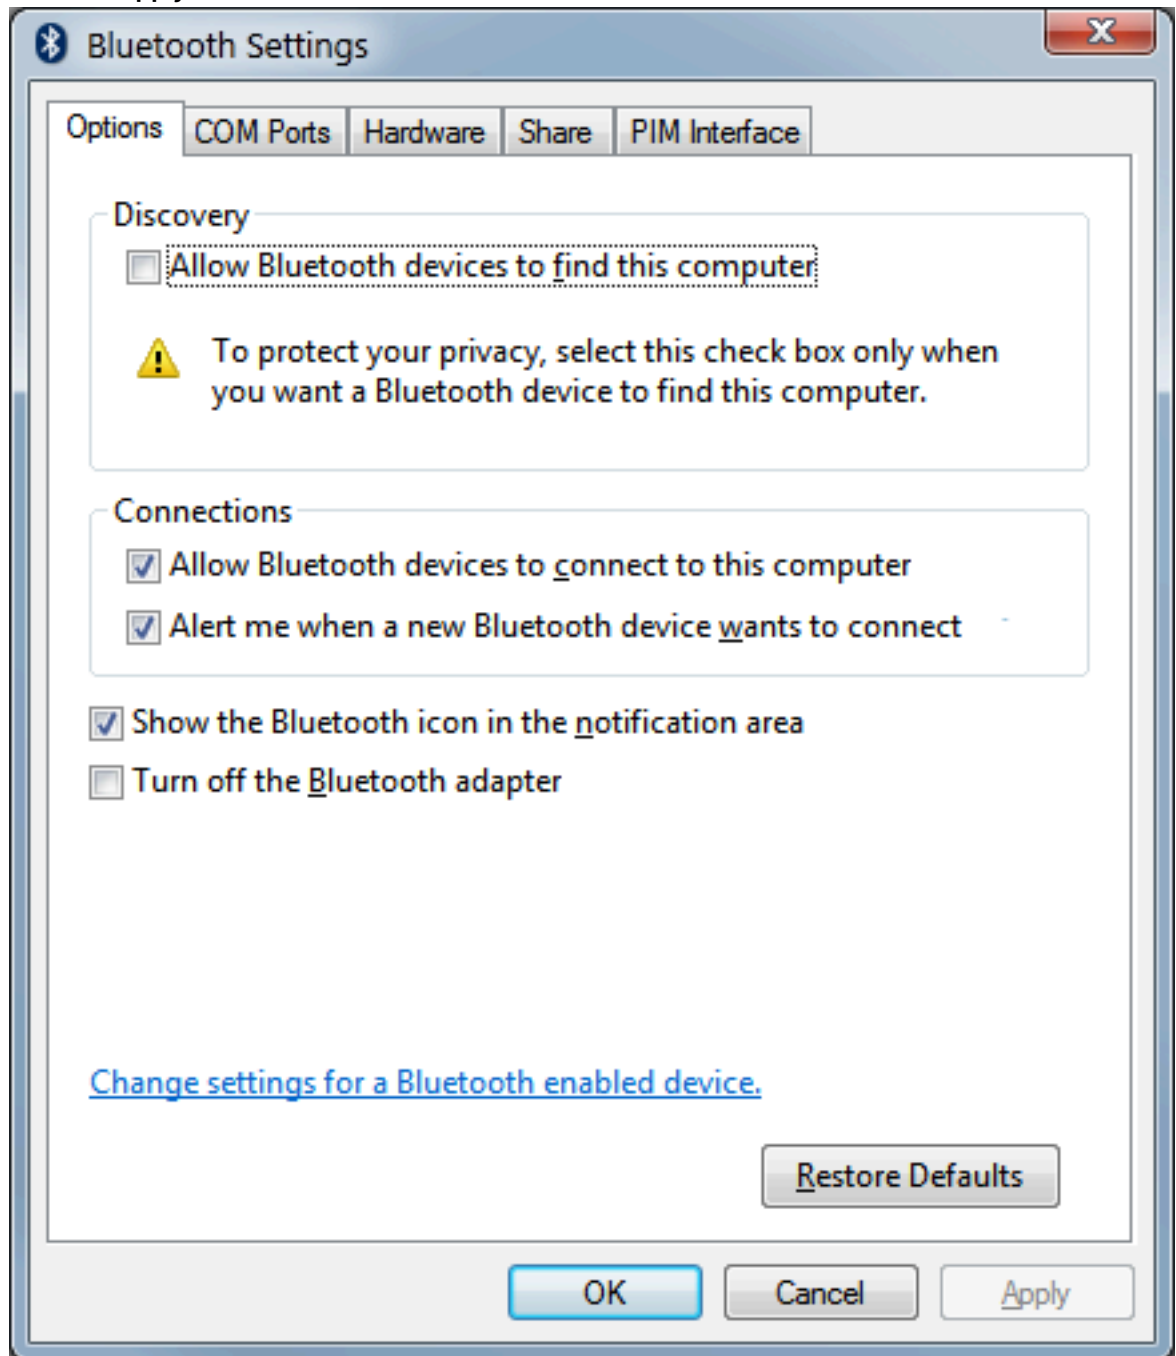 Bluetooth Settings
Options COM Ports Hardware Share PIM Interface
Discovery
Allow Bluetooth devices to find this computer
To protect your privacy, select this check box only when
you want a Bluetooth device to find this computer.
Connections
Allow Bluetooth devices to connect to this computer
Alert me when a new Bluetooth device wants to connect
Show the Bluetooth icon in the notification area
Turn off the Bluetooth adapter
Change settings for a Bluetooth enabled device.
Restore Defaults
OK Cancel Apply